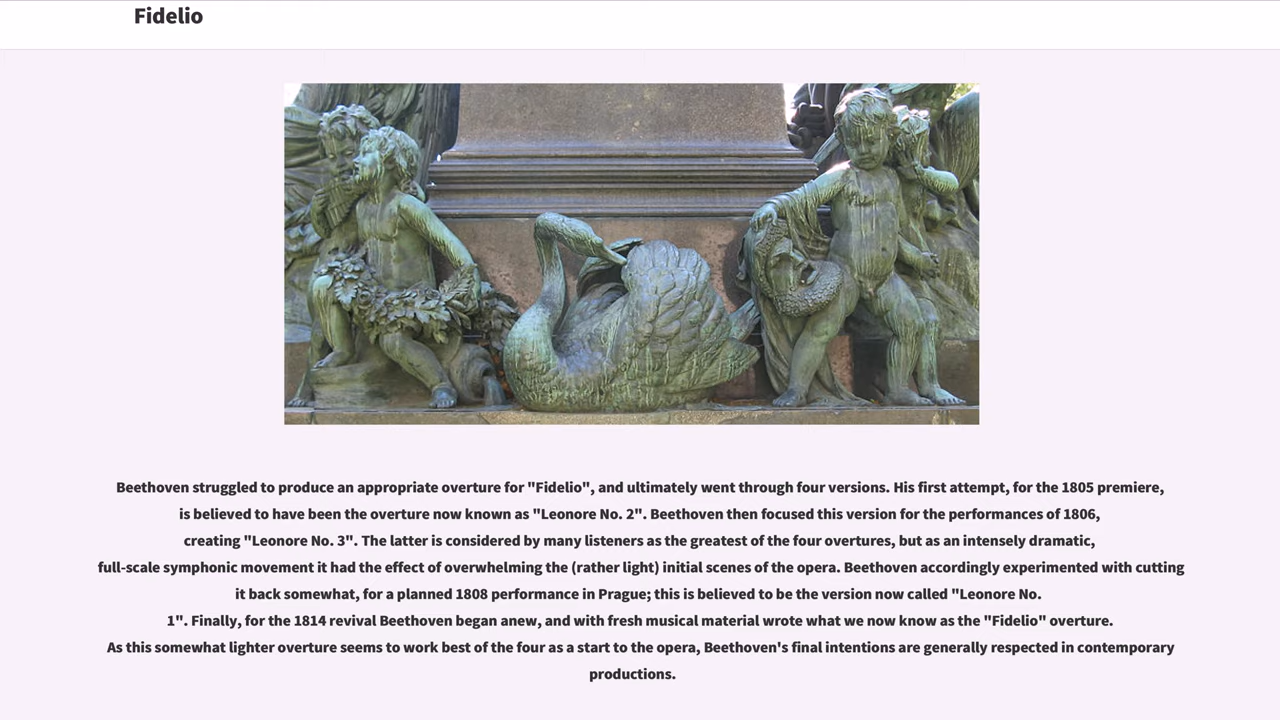 Fidelio
Beethoven struggled to produce an appropriate overture for "Fidelio", and ultimately went through four versions. His first attempt, for the 1805 premiere,
is believed to have been the overture now known as "Leonore No. 2". Beethoven then focused this version for the performances of 1806,
creating "Leonore No. 3". The latter is considered by many listeners as the greatest of the four overtures, but as an intensely dramatic,
full-scale symphonic movement it had the effect of overwhelming the (rather light) initial scenes of the opera. Beethoven accordingly experimented with cutting
it back somewhat, for a planned 1808 performance in Prague; this is believed to be the version now called "Leonore No.
1". Finally, for the 1814 revival Beethoven began anew, and with fresh musical material wrote what we now know as the "Fidelio" overture.
As this somewhat lighter overture seems to work best of the four as a start to the opera, Beethoven's final intentions are generally respected in contemporary
productions.